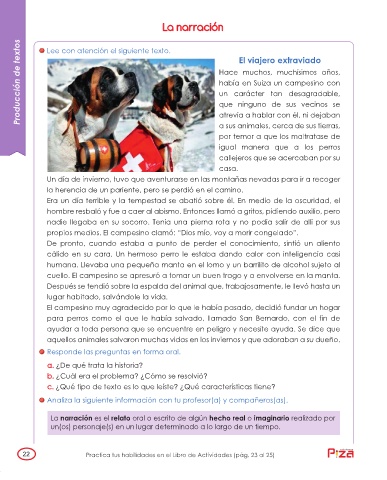 La narración
Producción de textos
Lee con atención el siguiente texto.
El viajero extraviado
Hace muchos, muchísimos años,
había en Suiza un campesino con
un carácter tan desagradable,
que ninguno de sus vecinos se
atrevía a hablar con él, ni dejaban
a sus animales, cerca de sus tierras,
por temor a que los maltratase de
igual manera que a los perros
callejeros que se acercaban por su
casa.
Un día de invierno, tuvo que aventurarse en las montañas nevadas para ir a recoger
la herencia de un pariente, pero se perdió en el camino.
Era un día terrible y la tempestad se abatió sobre él. En medio de la oscuridad, el
hombre resbaló y fue a caer al abismo. Entonces llamó a gritos, pidiendo auxilio, pero
nadie llegaba en su socorro. Tenía una pierna rota y no podía salir de allí por sus
propios medios. El campesino clamó: “Dios mío, voy a morir congelado”.
De pronto, cuando estaba a punto de perder el conocimiento, sintió un aliento
cálido en su cara. Un hermoso perro le estaba dando calor con inteligencia casi
humana. Llevaba una pequeña manta en el lomo y un barrilito de alcohol sujeto al
cuello. El campesino se apresuró a tomar un buen trago y a envolverse en la manta.
Después se tendió sobre la espalda del animal que, trabajosamente, le llevó hasta un
lugar habitado, salvándole la vida.
El campesino muy agradecido por lo que le había pasado, decidió fundar un hogar
para perros como el que le había salvado, llamado San Bernardo, con el fin de
ayudar a toda persona que se encuentre en peligro y necesite ayuda. Se dice que
aquellos animales salvaron muchas vidas en los inviernos y que adoraban a su dueño.
Responde las preguntas en forma oral.
a. ¿De qué trata la historia?
b. ¿Cuál era el problema? ¿Cómo se resolvió?
c. ¿Qué tipo de texto es lo que leíste? ¿Qué características tiene?
Analiza la siguiente información con tu profesor(a) y compañeros(as).
La narración es el relato oral o escrito de algún hecho real o imaginario realizado por
un(os) personaje(s) en un lugar determinado a lo largo de un tiempo.
22
Practica tus habilidades en el Libro de Actividades (pág. 23 al 25)